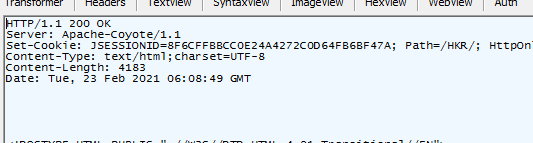 Transformer Headers TextView SyntaxView ImageView HexView WebView Auth
HTTP/1.1 200 OK
Server: Apache-Coyote/1.1
Set-Cookie: JSESSIONID=8F6CFFBBCC0E24A4272C0D64FB6BF47A; Path=/HKR/; HttpOnl
Content-Type: text/html;charset=UTF-8
Content-Length: 4183
Date: Tue, 23 Feb 2021 06:08:49 GMT